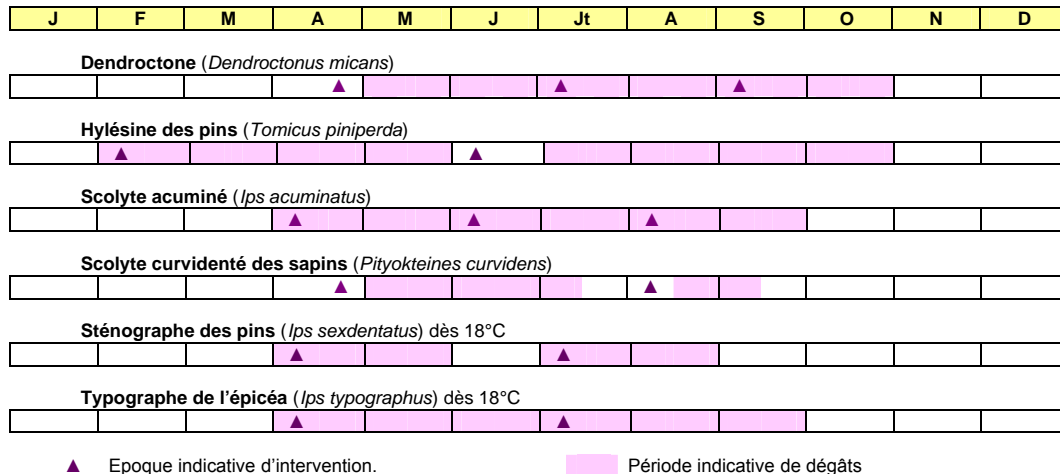 J F M A M J Jt A S O N D
Dendroctone (Dendroctonus micans)
Hylésine des pins (Tomicus piniperda)
Scolyte acuminé (Ips acuminatus)
Scolyte curvidenté des sapins (Pityokteines curvidens)
Sténographe des pins (Ips sexdentatus) dès 18°C
Typographe de l'épicéa (Ips typographus) dès 18°C
▲ Epoque indicative d'intervention. Période indicative de dégâts